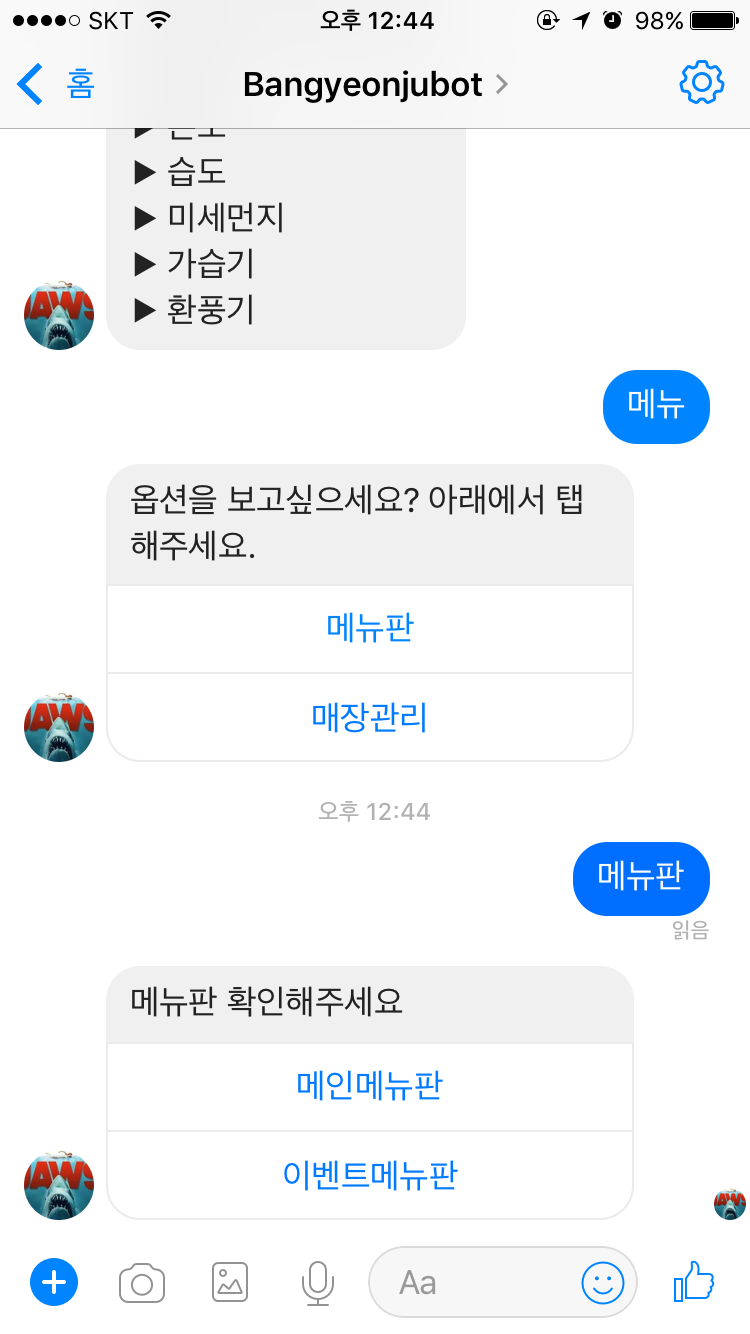 SKT 오후 12:44 98%
홈 Bangyeonjubot
▶ 습도
▶ 미세먼지
▶ 가습기
▶ 환풍기
메뉴
옵션을 보고싶으세요? 아래에서 탭
해주세요.
메뉴판
매장관리
오후 12:44
메뉴판
읽음
메뉴판 확인해주세요
메인메뉴판
이벤트메뉴판
Aa